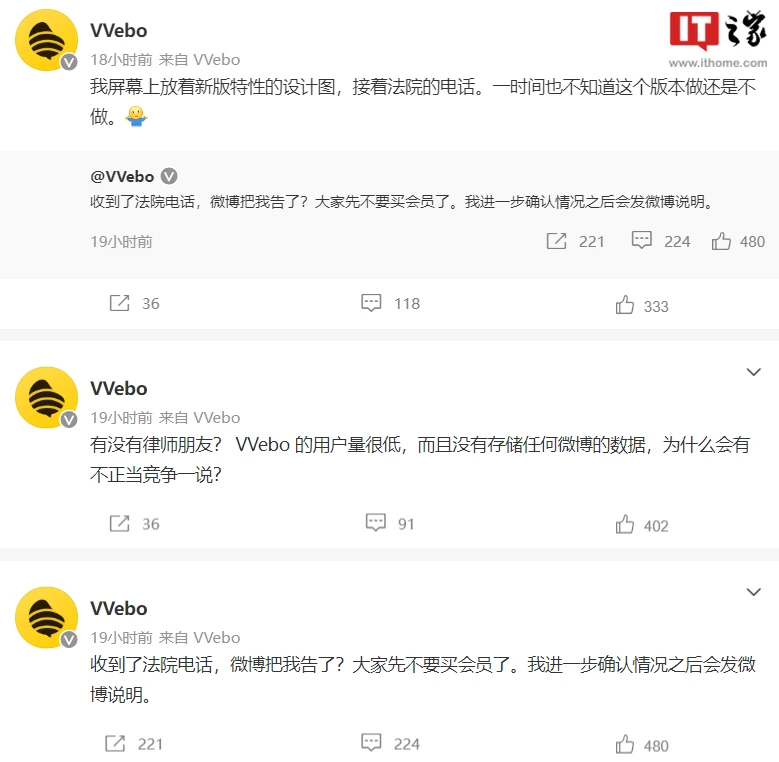 VVebo
IT之家
18小时前 来自 VVebo
www.ithome.com
我屏幕上放着新版特性的设计图，接着法院的电话。一时间也不知道这个版本做还是不
做。🤷
@VVebo
收到了法院电话，微博把我告了？大家先不要买会员了。我进一步确认情况之后会发微博说明。
19小时前 221 224 480
36 118 333
VVebo
19小时前 来自 VVebo
有没有律师朋友？ VVebo 的用户量很低，而且没有存储任何微博的数据，为什么会有
不正当竞争一说？
36 91 402
VVebo
19小时前 来自 VVebo
收到了法院电话，微博把我告了？大家先不要买会员了。我进一步确认情况之后会发微
博说明。
221 224 480